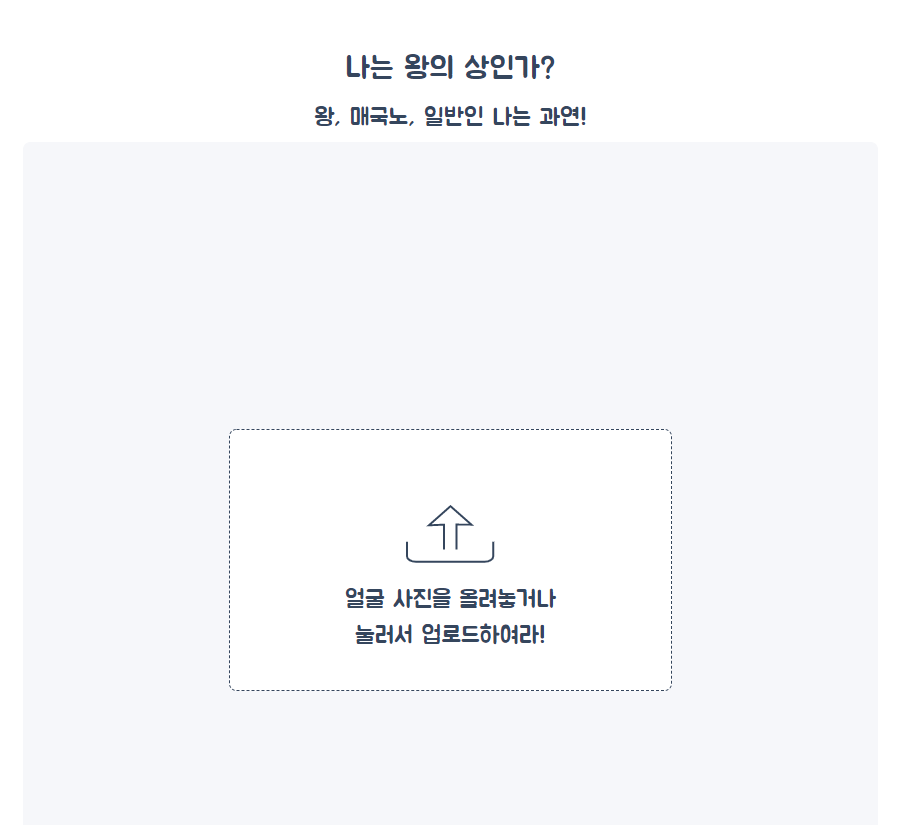 나는 왕의 상인가?
왕, 매국노, 일반인 나는 과연!
얼굴 사진을 올려놓거나
눌러서 업로드하여라!